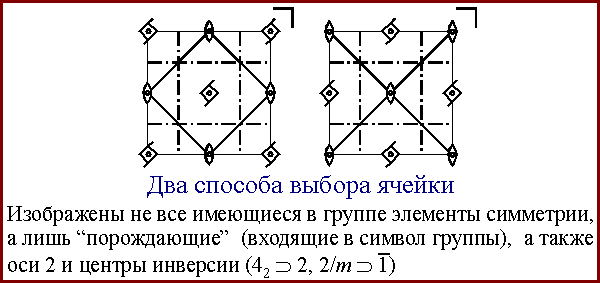 Два способа выбора ячейки
Изображены не все имеющиеся в группе элементы симметрии,
а лишь “порождающие” (входящие в символ группы), а также
оси 2 и центры инверсии (4₂ ⊃ 2, 2/m ⊃ 1̅)